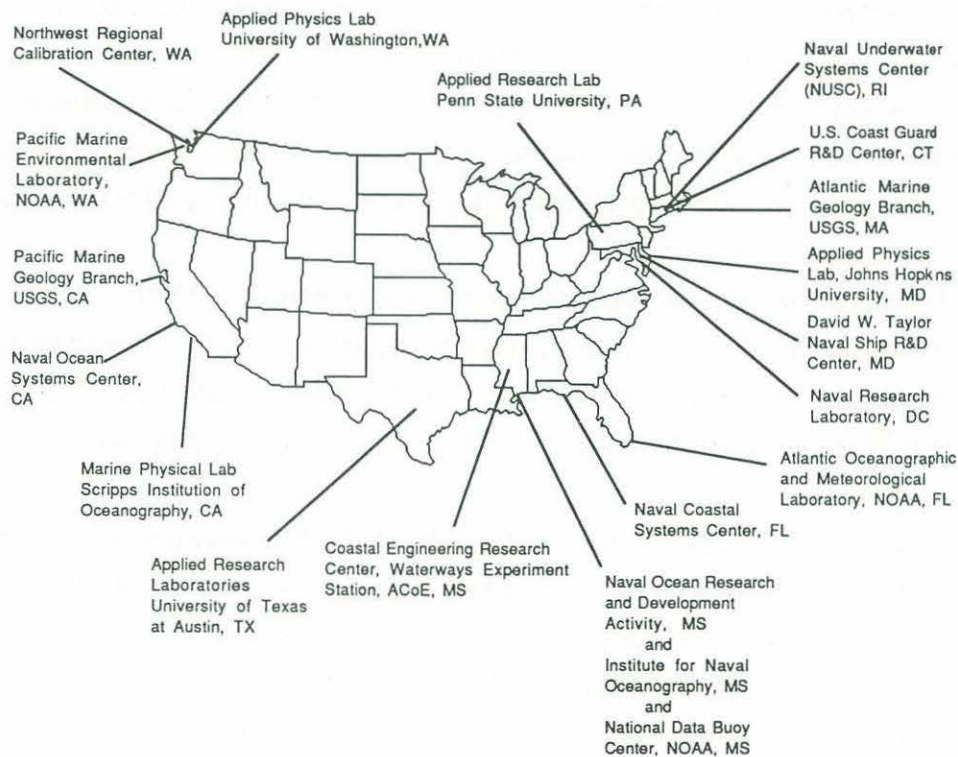 Northwest Regional
Calibration Center, WA
Applied Physics Lab
University of Washington,WA
Applied Research Lab
Penn State University, PA
Naval Underwater
Systems Center
(NUSC), RI
U.S. Coast Guard
R&D Center, CT
Atlantic Marine
Geology Branch,
USGS, MA
Applied Physics
Lab, Johns Hopkns
University, MD
David W. Taylor
Naval Ship R&D
Center, MD
Naval Research
Laboratory, DC
Atlantic Oceanographic
and Meteorological
Laboratory, NOAA, FL
Pacific Marine
Environmental
Laboratory,
NOAA, WA
Pacific Marine
Geology Branch,
USGS, CA
Naval Ocean
Systems Center,
CA
Marine Physical Lab
Scripps Institution of
Oceanography, CA
Applied Research
Laboratories
University of Texas
at Austin, TX
Coastal Engineering Research
Center, Waterways Experiment
Station, ACoE, MS
Naval Coastal
Systems Center, FL
Naval Ocean Research
and Development
Activity, MS
and
Institute for Naval
Oceanography, MS
and
National Data Buoy
Center, NOAA, MS